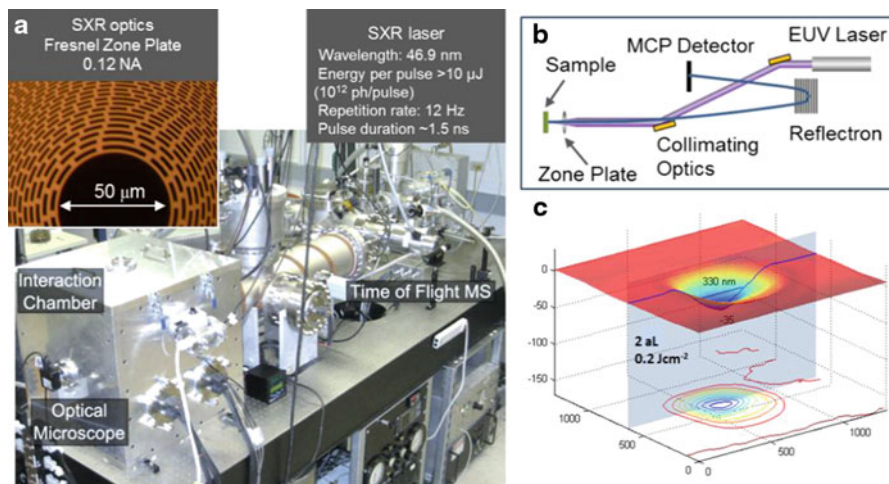 a
SXR optics
Fresnel Zone Plate
0.12 NA
50 μm
SXR laser
Wavelength: 46.9 nm
Energy per pulse >10 μJ
(10¹² ph/pulse)
Repetition rate: 12 Hz
Pulse duration ~1.5 ns
Interaction
Chamber
Time of Flight MS
Optical
Microscope
b
EUV Laser
MCP Detector
Sample
Reflectron
Collimating
Optics
Zone Plate
c
0
-50
-100
-150
330 nm
-35
2 aL
0.2 Jcm⁻²
1000
500
0
0
500
1000